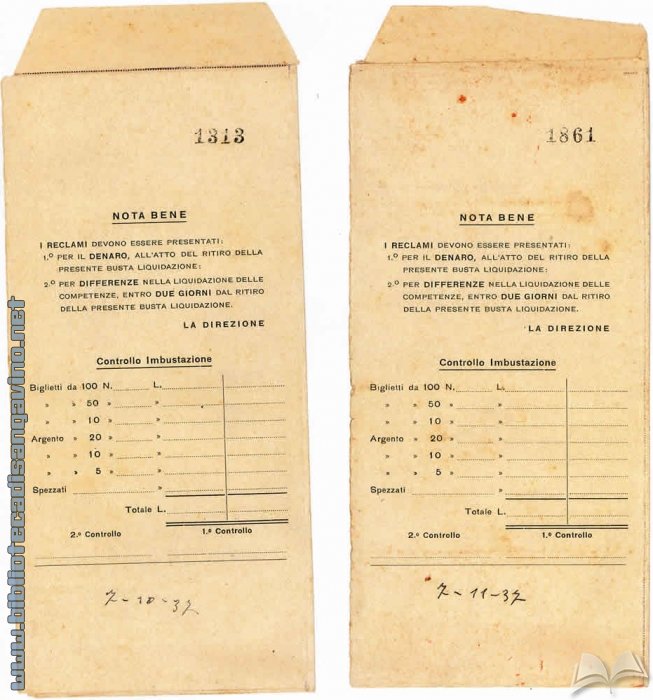 1313
NOTA BENE
I RECLAMI DEVONO ESSERE PRESENTATI:
1.º PER IL DENARO, ALL'ATTO DEL RITIRO DELLA
PRESENTE BUSTA LIQUIDAZIONE:
2.º PER DIFFERENZE NELLA LIQUIDAZIONE DELLE
COMPETENZE, ENTRO DUE GIORNI DAL RITIRO
DELLA PRESENTE BUSTA LIQUIDAZIONE.
LA DIREZIONE
Controllo Imbustazione
Biglietti da 100 N. L.
» » 50 » »
» » 10 » »
Argento » 20 » »
» » 10 » »
» » 5 » »
Spezzati »
Totale L.
2.º Controllo 1.º Controllo
7-10-37
1861
NOTA BENE
I RECLAMI DEVONO ESSERE PRESENTATI:
1.º PER IL DENARO, ALL'ATTO DEL RITIRO DELLA
PRESENTE BUSTA LIQUIDAZIONE:
2.º PER DIFFERENZE NELLA LIQUIDAZIONE DELLE
COMPETENZE, ENTRO DUE GIORNI DAL RITIRO
DELLA PRESENTE BUSTA LIQUIDAZIONE.
LA DIREZIONE
Controllo Imbustazione
Biglietti da 100 N. L.
» » 50 » »
» » 10 » »
Argento » 20 » »
» » 10 » »
» » 5 » »
Spezzati »
Totale L.
2.º Controllo 1.º Controllo
7-11-37
www.bibliotecadisangavino.net